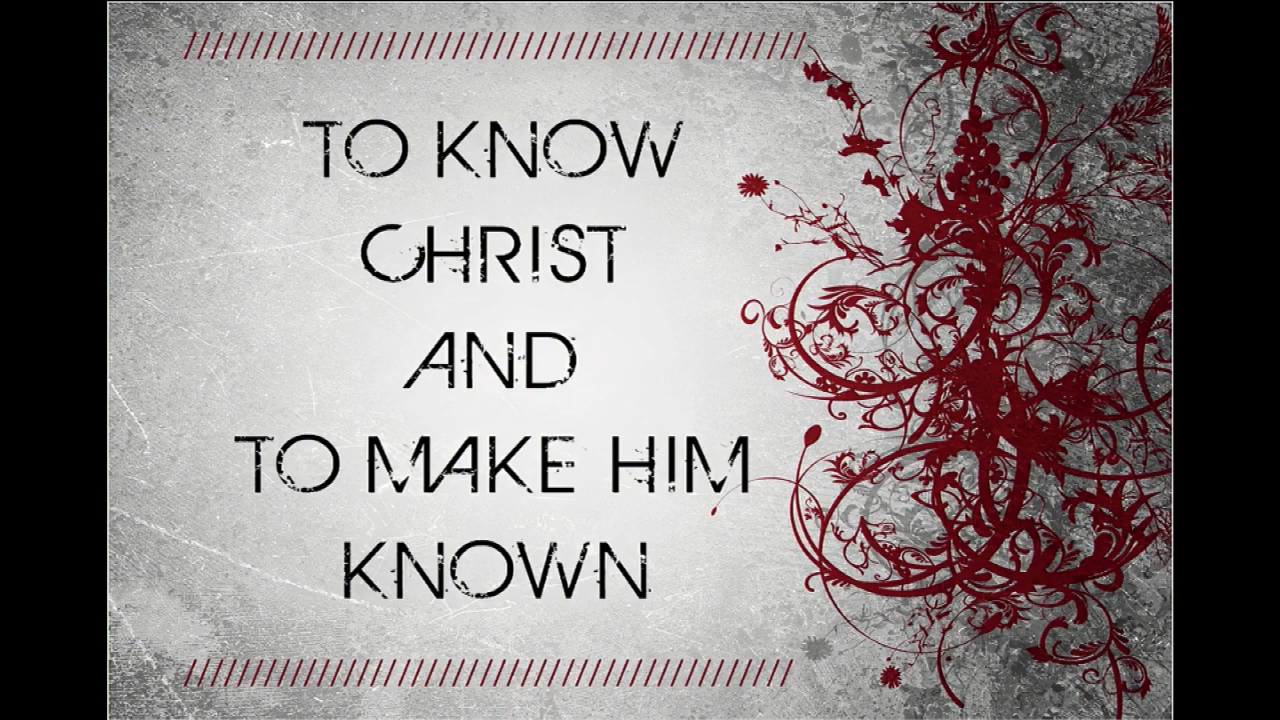 TO KNOW
CHRIST
AND
TO MAKE HIM
KNOWN